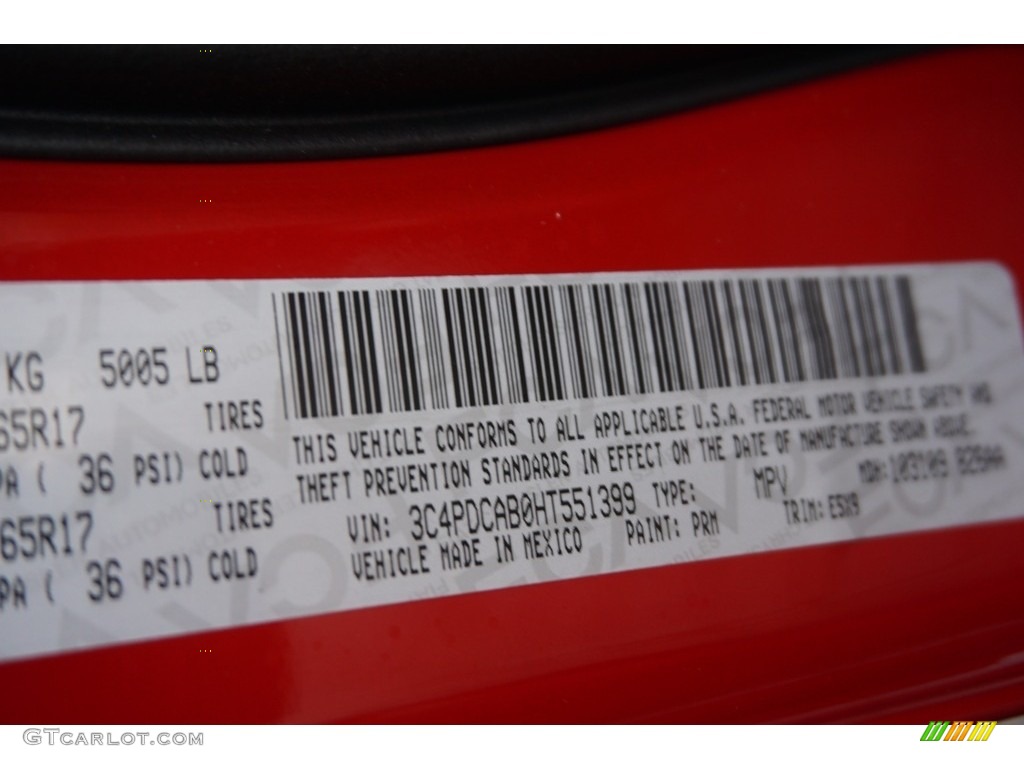 KG 5005 LB
65R17 TIRES
PA ( 36 PSI) COLD
65R17 TIRES
PA ( 36 PSI) COLD
THIS VEHICLE CONFORMS TO ALL APPLICABLE U.S.A. FEDERAL MOTOR VEHICLE SAFETY AND
THEFT PREVENTION STANDARDS IN EFFECT ON THE DATE OF MANUFACTURE SHOWN ABOVE.
VIN: 3C4PDCAB0HT551399 TYPE: MPV MDH:
VEHICLE MADE IN MEXICO PAINT: PRM TRIM:
GTCarlot.com